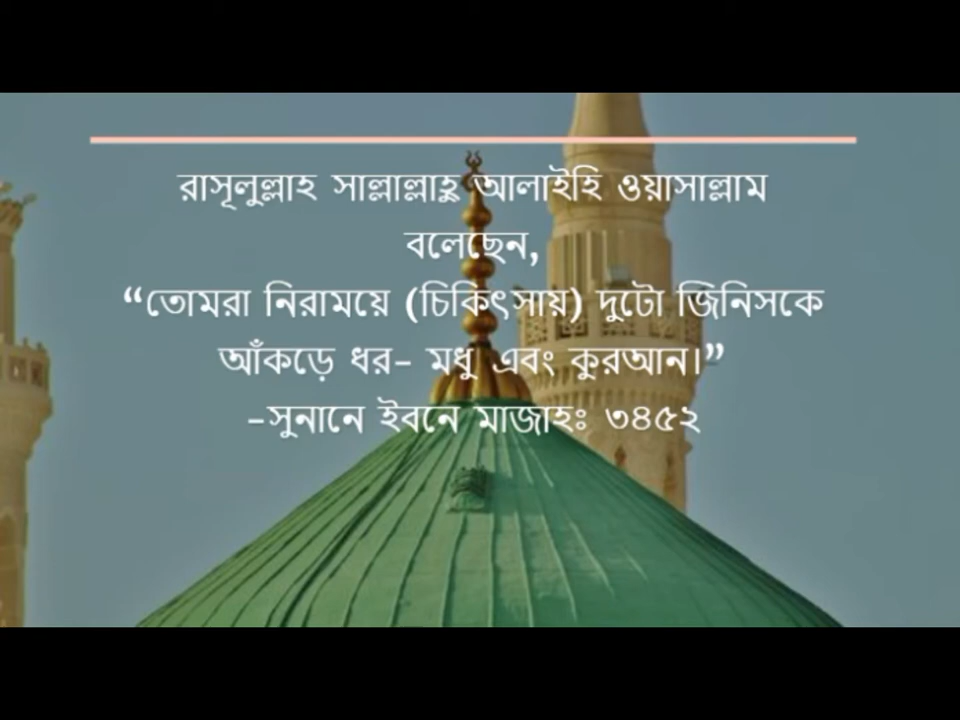 রাসূলুল্লাহ সাল্লাল্লাহু আলাইহি ওয়াসাল্লাম
বলেছেন,
“তোমরা নিরাময়ে (চিকিৎসায়) দুটো জিনিসকে
আঁকড়ে ধর- মধু এবং কুরআন।”
-সুনানে ইবনে মাজাহঃ ৩৪৫২